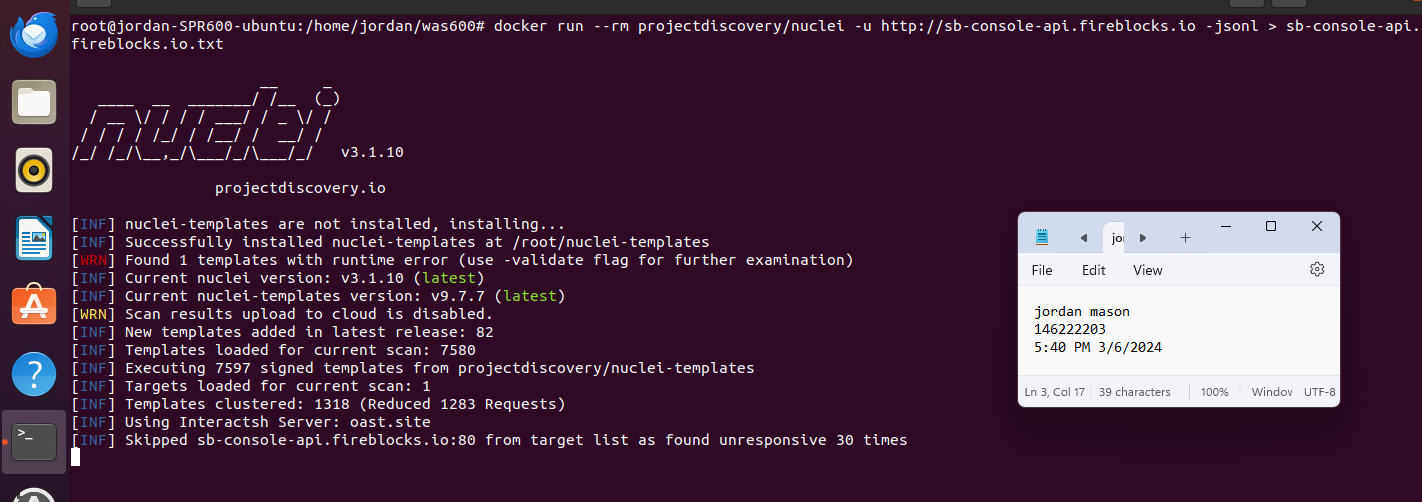 root@jordan-SPR600-ubuntu:/home/jordan/was600# docker run --rm projectdiscovery/nuclei -u http://sb-console-api.fireblocks.io -jsonl > sb-console-api.
fireblocks.io.txt
nuclei v3.1.10
projectdiscovery.io
[INF] nuclei-templates are not installed, installing...
[INF] Successfully installed nuclei-templates at /root/nuclei-templates
[WRN] Found 1 templates with runtime error (use -validate flag for further examination)
[INF] Current nuclei version: v3.1.10 (latest)
[INF] Current nuclei-templates version: v9.7.7 (latest)
[WRN] Scan results upload to cloud is disabled.
[INF] New templates added in latest release: 82
[INF] Templates loaded for current scan: 7580
[INF] Executing 7597 signed templates from projectdiscovery/nuclei-templates
[INF] Targets loaded for current scan: 1
[INF] Templates clustered: 1318 (Reduced 1283 Requests)
[INF] Using Interactsh Server: oast.site
[INF] Skipped sb-console-api.fireblocks.io:80 from target list as found unresponsive 30 times
File Edit View
jordan mason
146222203
5:40 PM 3/6/2024
Ln 3, Col 17 39 characters 100% Window UTF-8